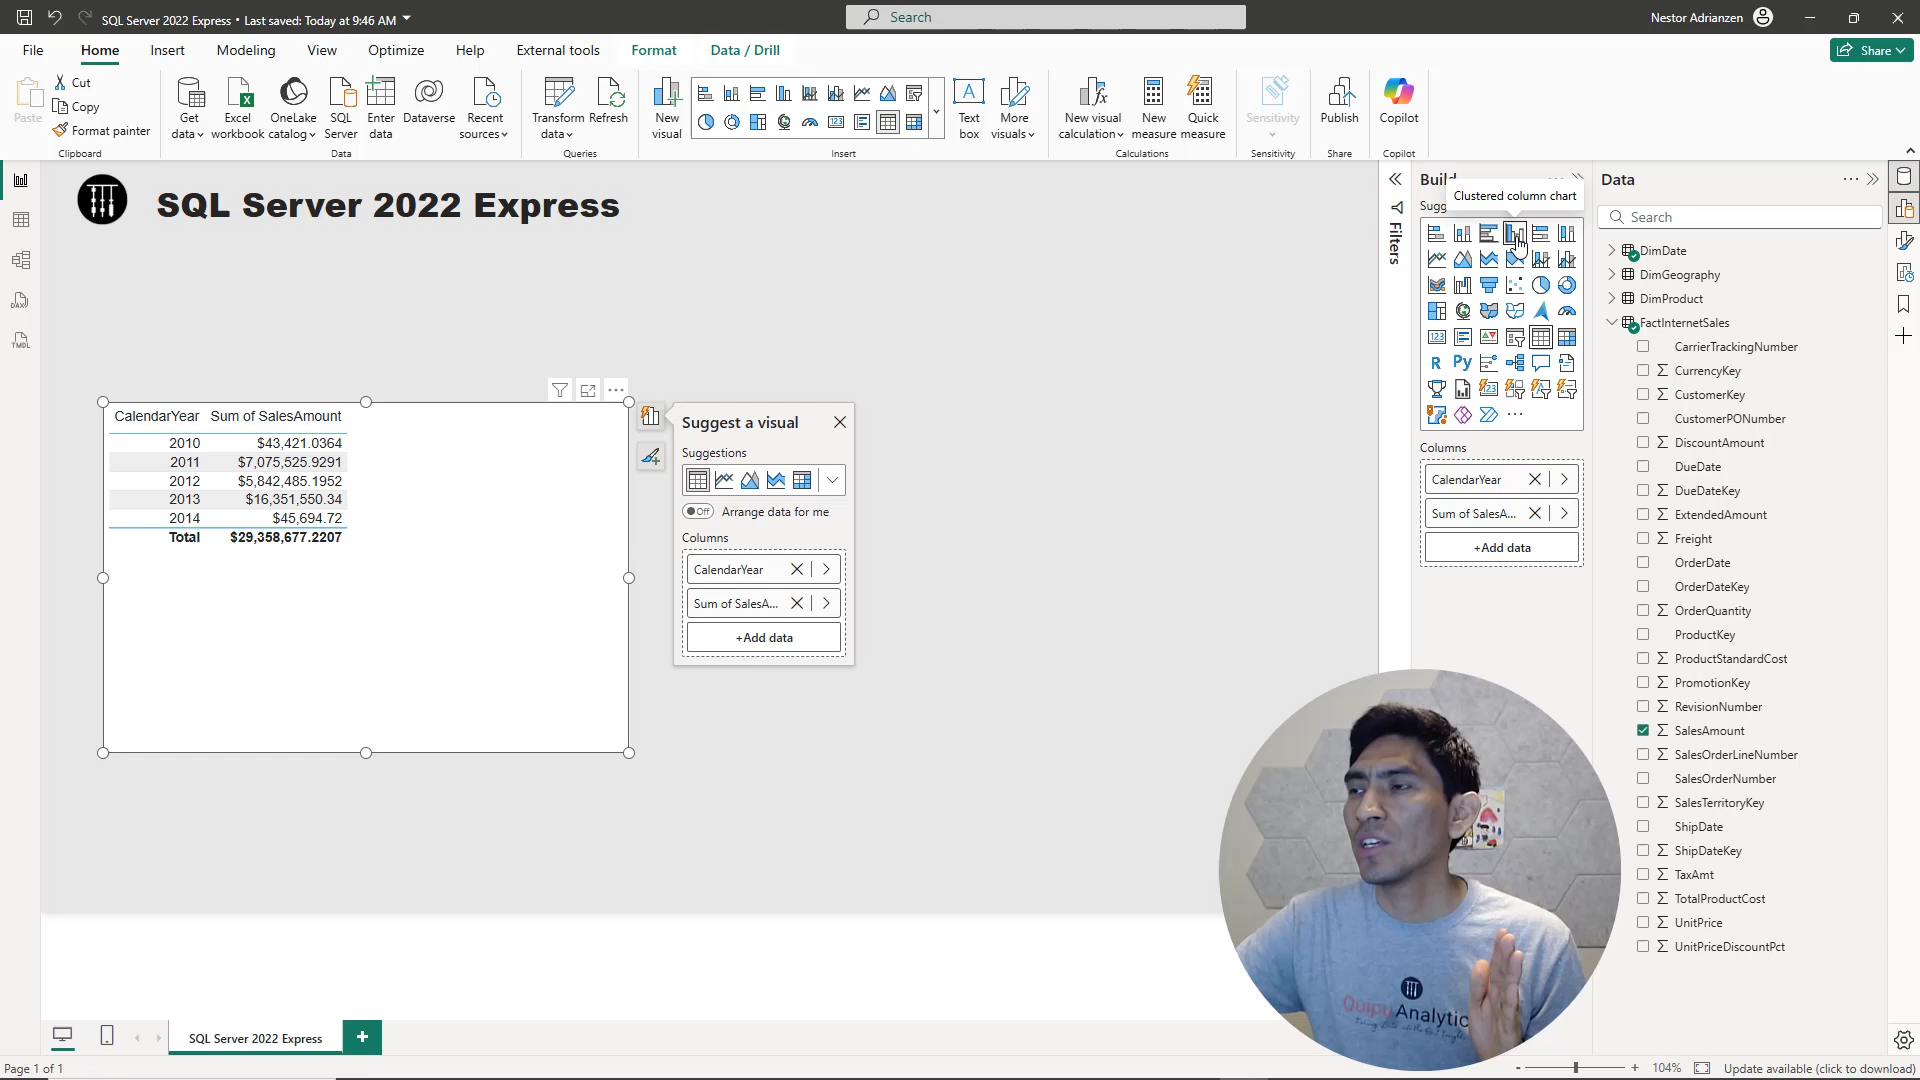 SQL Server 2022 Express • Last saved: Today at 9:46 AM
Search
Nestor Adrianzen
File
Home
Insert
Modeling
View
Optimize
Help
External tools
Format
Data / Drill
Share
Paste
Cut
Copy
Format painter
Clipboard
Get data
Excel workbook
OneLake catalog
SQL Server
Enter data
Dataverse
Recent sources
Data
Transform data
Refresh
Queries
New visual
Text box
More visuals
Insert
New visual calculation
New measure
Quick measure
Calculations
Sensitivity
Sensitivity
Publish
Share
Copilot
Copilot
SQL Server 2022 Express
DAX
TMDL
CalendarYear Sum of SalesAmount
2010 $43,421.0364
2011 $7,075,525.9291
2012 $5,842,485.1952
2013 $16,351,550.34
2014 $45,694.72
Total $29,358,677.2207
Suggest a visual
Suggestions
Off Arrange data for me
Columns
CalendarYear
Sum of SalesA...
+Add data
Filters
Build
Clustered column chart
Sugg
123
R Py
Columns
CalendarYear
Sum of SalesA...
+Add data
Data
Search
DimDate
DimGeography
DimProduct
FactInternetSales
CarrierTrackingNumber
CurrencyKey
CustomerKey
CustomerPONumber
DiscountAmount
DueDate
DueDateKey
ExtendedAmount
Freight
OrderDate
OrderDateKey
OrderQuantity
ProductKey
ProductStandardCost
PromotionKey
RevisionNumber
SalesAmount
SalesOrderLineNumber
SalesOrderNumber
SalesTerritoryKey
ShipDate
ShipDateKey
TaxAmt
TotalProductCost
UnitPrice
UnitPriceDiscountPct
Quipu Analytic
SQL Server 2022 Express
Page 1 of 1
104%
Update available (click to download)